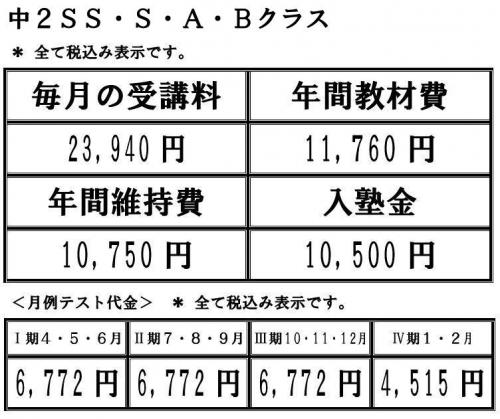 中２ＳＳ・Ｓ・Ａ・Ｂクラス
＊ 全て税込み表示です。
毎月の受講料 年間教材費
23,940 円 11,760 円
年間維持費 入塾金
10,750 円 10,500 円
＜月例テスト代金＞ ＊ 全て税込み表示です。
Ⅰ期４・５・６月 Ⅱ期７・８・９月 Ⅲ期10・11・12月 Ⅳ期１・２月
6,772 円 6,772 円 6,772 円 4,515 円